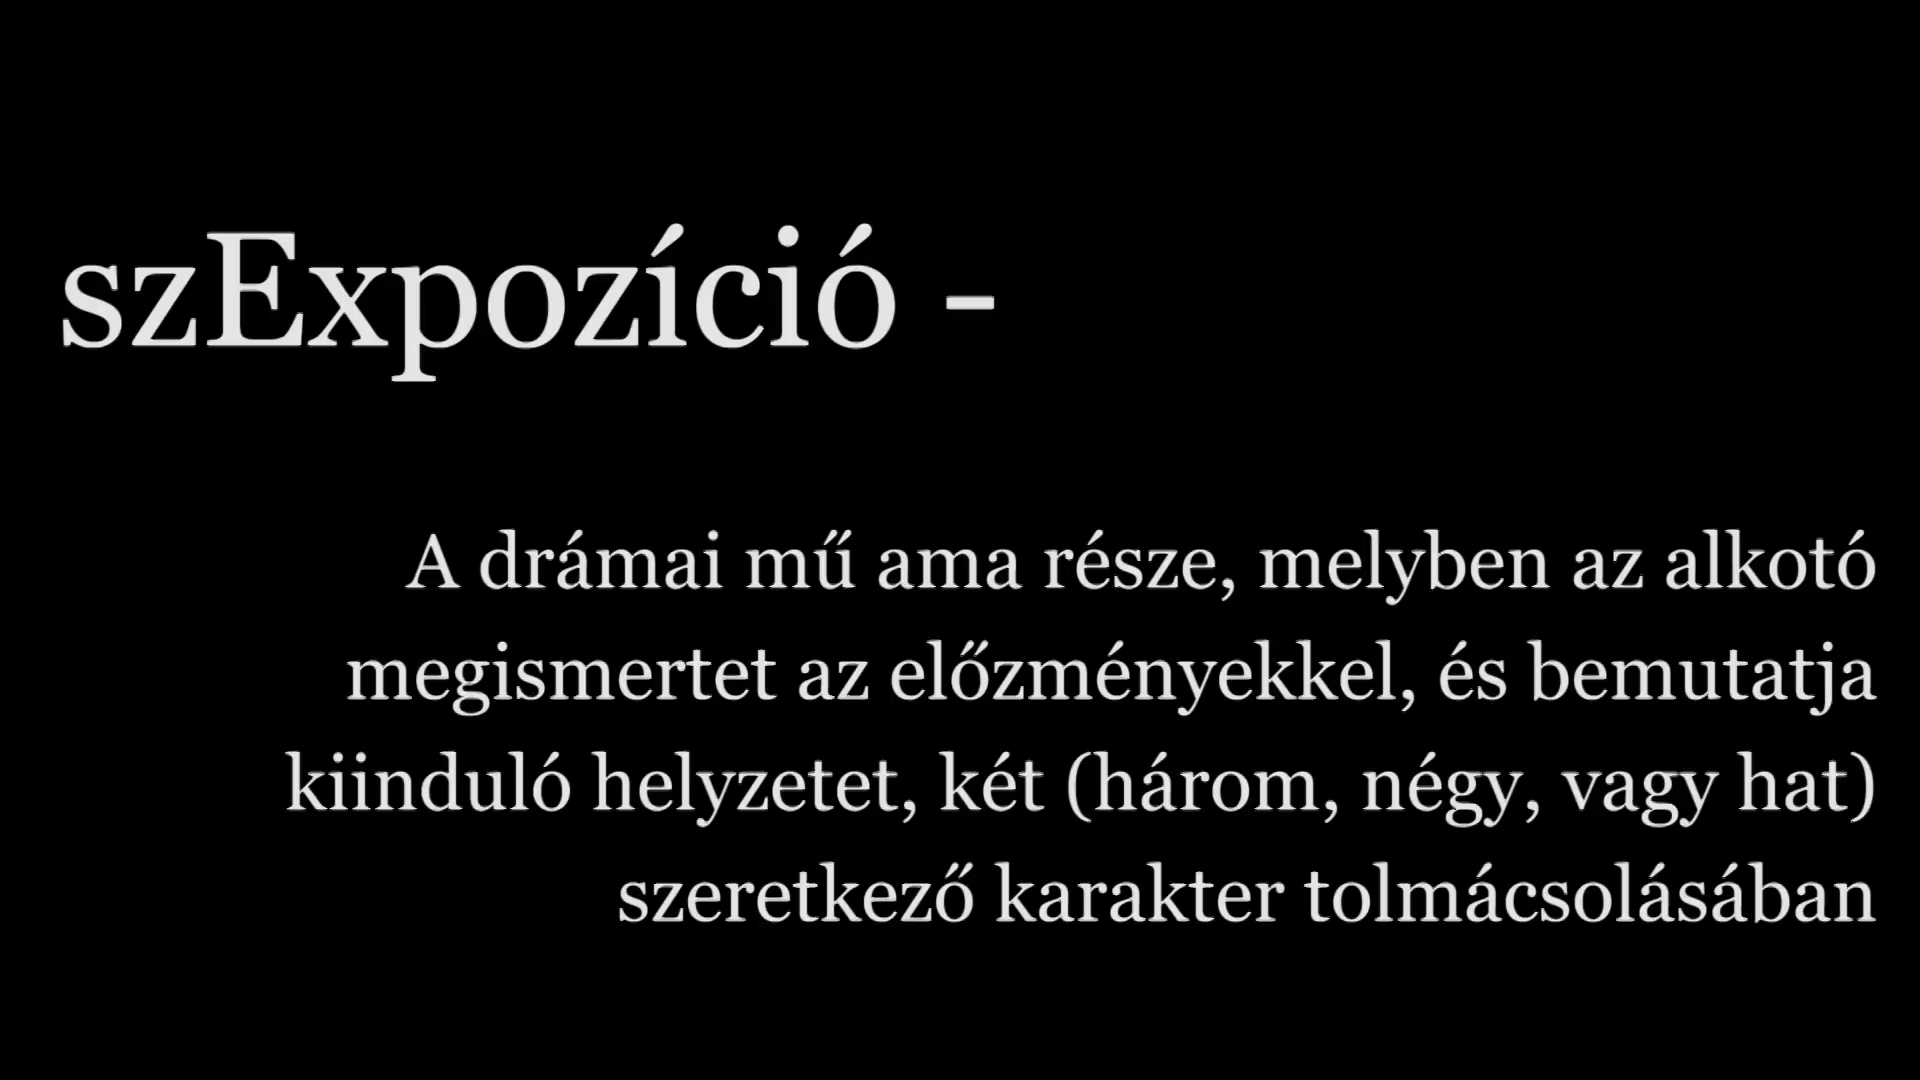 szExpozíció -
A drámai mű ama része, melyben az alkotó
megismertet az előzményekkel, és bemutatja
kiinduló helyzetet, két (három, négy, vagy hat)
szeretkező karakter tolmácsolásában